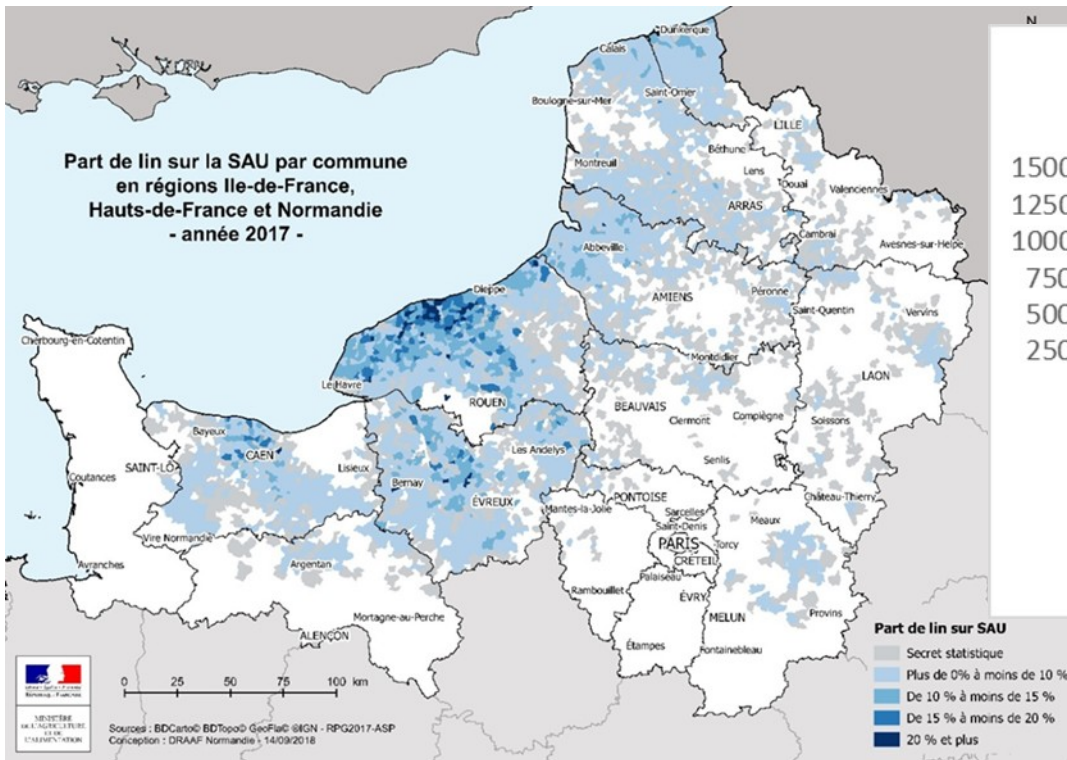 N
Part de lin sur la SAU par commune
en régions Ile-de-France,
Hauts-de-France et Normandie
- année 2017 -
Dunkerque
Calais
Saint-Omer
Boulogne-sur-Mer
LILLE
Béthune
Montreuil
Lens
Douai
Valenciennes
ARRAS
Cambrai
Avesnes-sur-Helpe
Abbeville
Dieppe
AMIENS
Péronne
Saint-Quentin
Vervins
Cherbourg-en-Cotentin
Montdidier
LAON
Le Havre
ROUEN
BEAUVAIS
Compiègne
Clermont
Soissons
Bayeux
CAEN
Les Andelys
Lisieux
SAINT-LÔ
Coutances
Senlis
Bernay
ÉVREUX
PONTOISE
Château-Thierry
Mantes-la-Jolie
Sarcelles
Saint-Denis
Meaux
Vire Normandie
PARIS
Torcy
CRETEIL
Argentan
Avranches
Palaiseau
Rambouillet
ÉVRY
MELUN
Provins
Mortagne-au-Perche
ALENÇON
Étampes
Fontainebleau
1500
1250
1000
750
500
250
Part de lin sur SAU
Secret statistique
Plus de 0% à moins de 10 %
De 10 % à moins de 15 %
De 15 % à moins de 20 %
20 % et plus
0 25 50 100 km
MINISTÈRE
DE L'AGRICULTURE
ET DE
L'ALIMENTATION
Sources : BDCarto© BDTopo© GeoFla© ©IGN - RPG2017-ASP
Conception : DRAAF Normandie - 14/09/2018